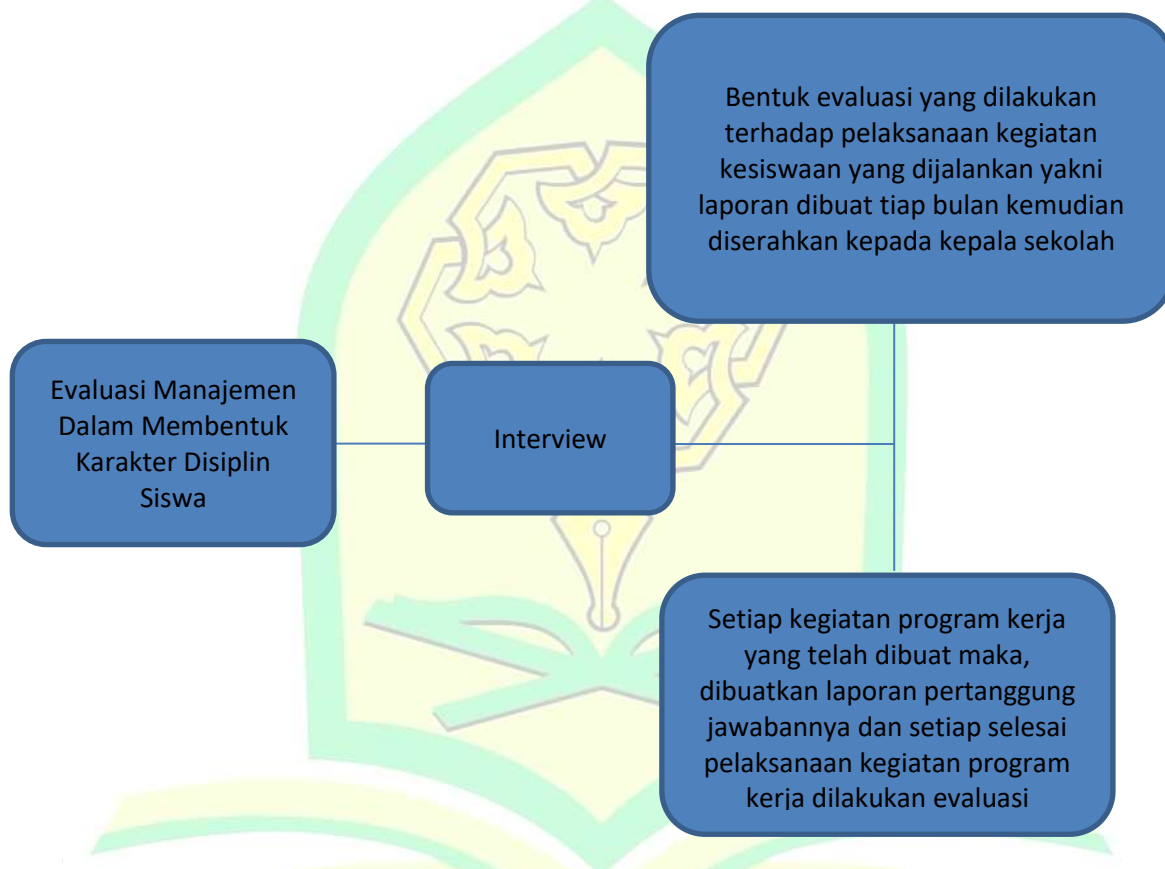 Bentuk evaluasi yang dilakukan
terhadap pelaksanaan kegiatan
kesiswaan yang dijalankan yakni
laporan dibuat tiap bulan kemudian
diserahkan kepada kepala sekolah
Evaluasi Manajemen
Dalam Membentuk
Karakter Disiplin
Siswa
Interview
Setiap kegiatan program kerja
yang telah dibuat maka,
dibuatkan laporan pertanggung
jawabannya dan setiap selesai
pelaksanaan kegiatan program
kerja dilakukan evaluasi